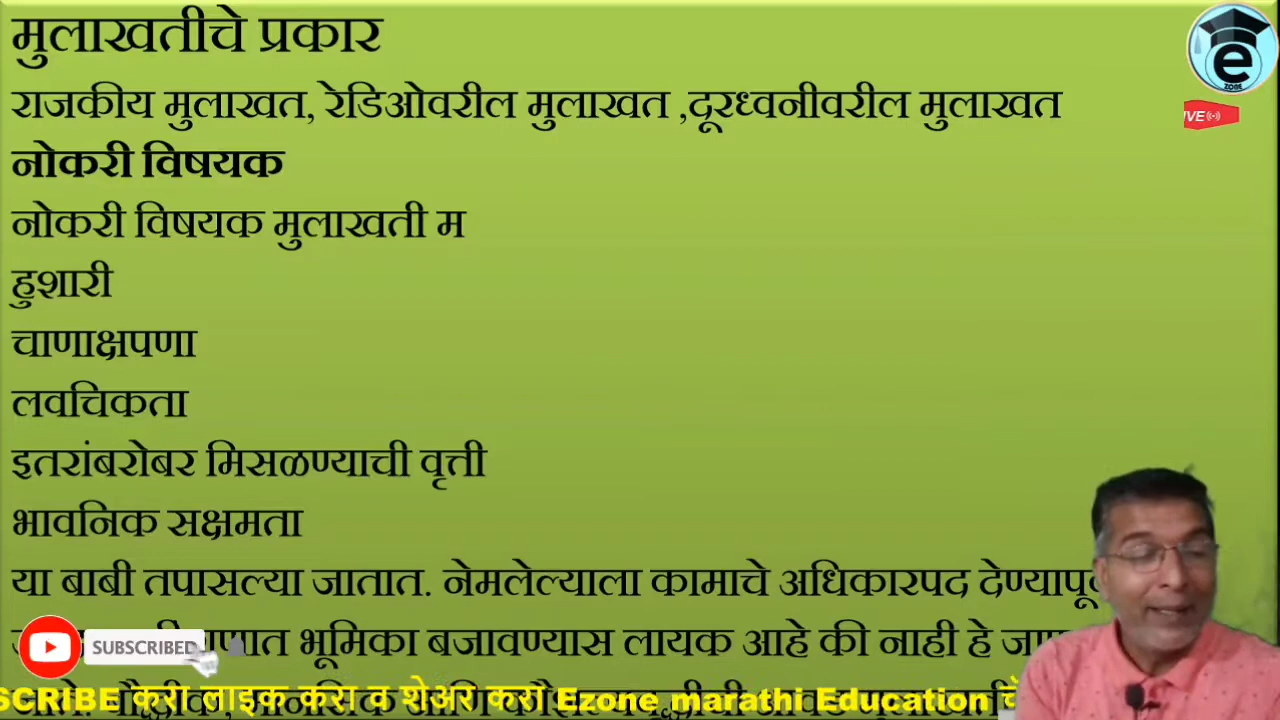 मुलाखतीचे प्रकार
राजकीय मुलाखत, रेडिओवरील मुलाखत ,दूरध्वनीवरील मुलाखत
नोकरी विषयक
नोकरी विषयक मुलाखती म
हुशारी
चाणाक्षपणा
लवचिकता
इतरांबरोबर मिसळण्याची वृत्ती
भावनिक सक्षमता
या बाबी तपासल्या जातात. नेमलेल्याला कामाचे अधिकारपद देण्यापू
भूमिका बजावण्यास लायक आहे की नाही हे
SUBSCRIBED
SCRIBE करा लाइक करा व शेअर करा Ezone marathi Education
e
ZONE
IVE